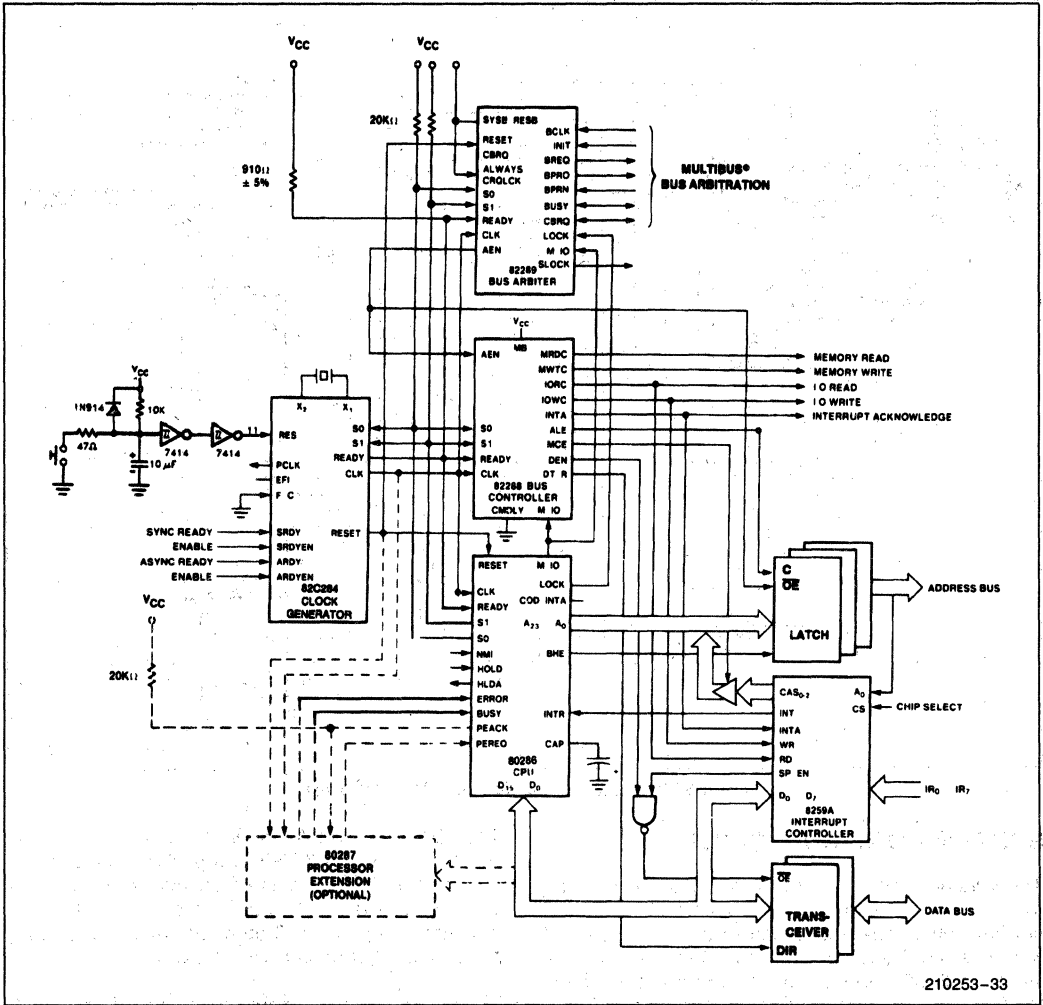 VCC
VCC
20KΩ
910Ω
± 5%
SYSB RESB
RESET
CBRQ
ALWAYS
CRQLCK
S0
S1
READY
CLK
AEN
BCLK
INIT
BREQ
BPRO
BPRN
BUSY
CBRQ
LOCK
M IO
SLOCK
82289
BUS ARBITER
MULTIBUS®
BUS ARBITRATION
VCC
MB
AEN
S0
S1
READY
CLK
MRDC
MWTC
IORC
IOWC
INTA
ALE
MCE
DEN
DT R
82288 BUS
CONTROLLER
CMDLY M IO
MEMORY READ
MEMORY WRITE
I O READ
I O WRITE
INTERRUPT ACKNOWLEDGE
VCC
1N914
10K
47Ω
10 µF
7414
7414
11
X2 X1
RES
PCLK
EFI
F C
SRDY
SRDYEN
ARDY
ARDYEN
S0
S1
READY
CLK
RESET
82C284
CLOCK
GENERATOR
SYNC READY
ENABLE
ASYNC READY
ENABLE
VCC
20KΩ
RESET M IO
CLK
READY
S1
S0
NMI
HOLD
HLDA
ERROR
BUSY
PEACK
PEREQ
LOCK
COD INTA
A23 A0
BHE
INTR
CAP
80286
CPU
D15 D0
C
OE
LATCH
ADDRESS BUS
CAS0-2
INT
INTA
WR
RD
SP EN
D0 D7
A0
CS
CHIP SELECT
IR0 IR7
8259A
INTERRUPT
CONTROLLER
80287
PROCESSOR
EXTENSION
(OPTIONAL)
OE
TRANS-
CEIVER
DIR
DATA BUS
210253–33